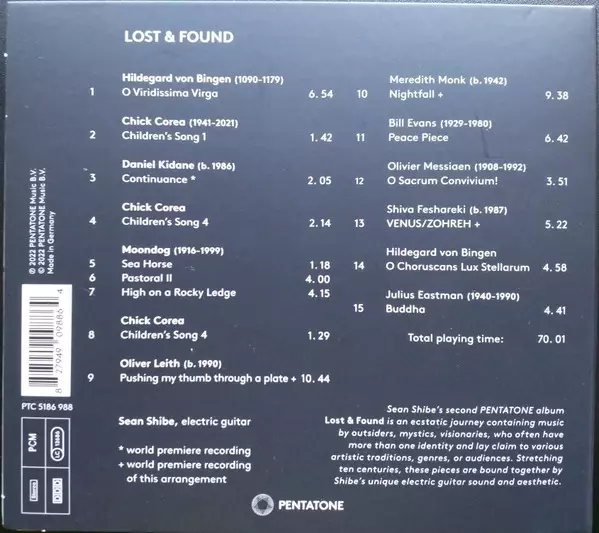 LOST & FOUND
Hildegard von Bingen (1090-1179)
1 O Viridissima Virga 6. 54
Chick Corea (1941-2021)
2 Children's Song 1 1. 42
Daniel Kidane (b. 1986)
3 Continuance * 2. 05
Chick Corea
4 Children's Song 4 2. 14
Moondog (1916-1999)
5 Sea Horse 1. 18
6 Pastoral II 4. 00
7 High on a Rocky Ledge 4. 15
Chick Corea
8 Children's Song 4 1. 29
Oliver Leith (b. 1990)
9 Pushing my thumb through a plate + 10. 44
Sean Shibe, electric guitar
* world premiere recording
+ world premiere recording
of this arrangement
Meredith Monk (b. 1942)
10 Nightfall + 9. 38
Bill Evans (1929-1980)
11 Peace Piece 6. 42
Olivier Messiaen (1908-1992)
12 O Sacrum Convivium! 3. 51
Shiva Feshareki (b. 1987)
13 VENUS/ZOHREH + 5. 22
Hildegard von Bingen
14 O Choruscans Lux Stellarum 4. 58
Julius Eastman (1940-1990)
15 Buddha 4. 41
Total playing time: 70. 01
Sean Shibe's second PENTATONE album
Lost & Found is an ecstatic journey containing music
by outsiders, mystics, visionaries, who often have
more than one identity and lay claim to various
artistic traditions, genres, or audiences. Stretching
ten centuries, these pieces are bound together by
Shibe's unique electric guitar sound and aesthetic.
PENTATONE
℗ 2022 PENTATONE Music B.V.
© 2022 PENTATONE Music B.V.
Made in Germany
8 27949 09886 4
PTC 5186 988
PCM
LC 13686
Stereo
DDD